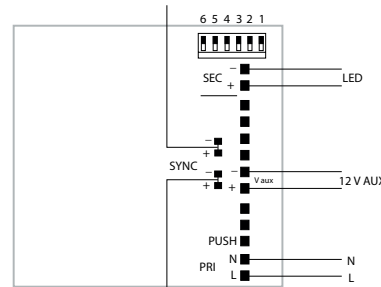 6 5 4 3 2 1
−
SEC
+
LED
−
+
SYNC
−
+
−
V aux
+
12 V AUX
PUSH
N
PRI
L
N
L